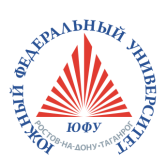 ЮЖНЫЙ ФЕДЕРАЛЬНЫЙ УНИВЕРСИТЕТ
ЮФУ
РОСТОВ-НА-ДОНУ-ТАГАНРОГ